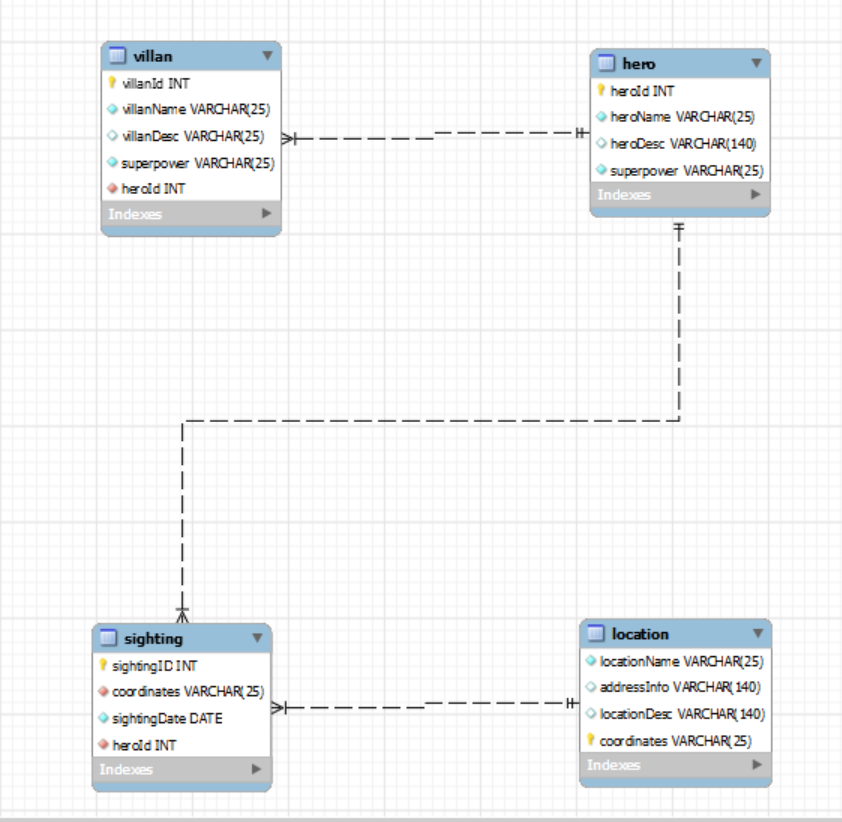 villan
villanId INT
villanName VARCHAR(25)
villanDesc VARCHAR(25)
superpower VARCHAR(25)
heroId INT
Indexes
hero
heroId INT
heroName VARCHAR(25)
heroDesc VARCHAR(140)
superpower VARCHAR(25)
Indexes
sighting
sightingID INT
coordinates VARCHAR(25)
sightingDate DATE
heroId INT
Indexes
location
locationName VARCHAR(25)
addressInfo VARCHAR(140)
locationDesc VARCHAR(140)
coordinates VARCHAR(25)
Indexes